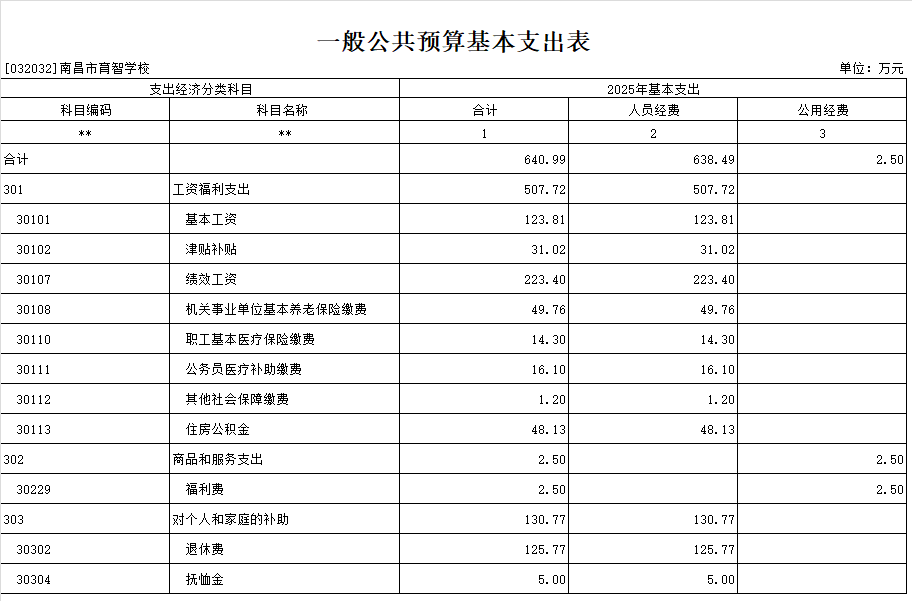 一般公共预算基本支出表
[032032]南昌市育智学校 单位：万元
支出经济分类科目 2025年基本支出
科目编码 科目名称 合计 人员经费 公用经费
** ** 1 2 3
合计 640.99 638.49 2.50
301 工资福利支出 507.72 507.72
30101 基本工资 123.81 123.81
30102 津贴补贴 31.02 31.02
30107 绩效工资 223.40 223.40
30108 机关事业单位基本养老保险缴费 49.76 49.76
30110 职工基本医疗保险缴费 14.30 14.30
30111 公务员医疗补助缴费 16.10 16.10
30112 其他社会保障缴费 1.20 1.20
30113 住房公积金 48.13 48.13
302 商品和服务支出 2.50 2.50
30229 福利费 2.50 2.50
303 对个人和家庭的补助 130.77 130.77
30302 退休费 125.77 125.77
30304 抚恤金 5.00 5.00